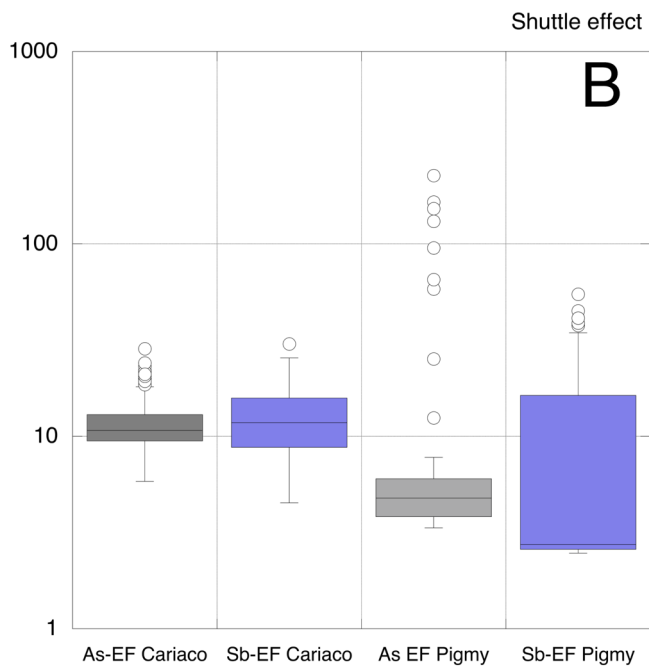 Shuttle effect
1000
B
100
10
1
As-EF Cariaco Sb-EF Cariaco As EF Pigmy Sb-EF Pigmy